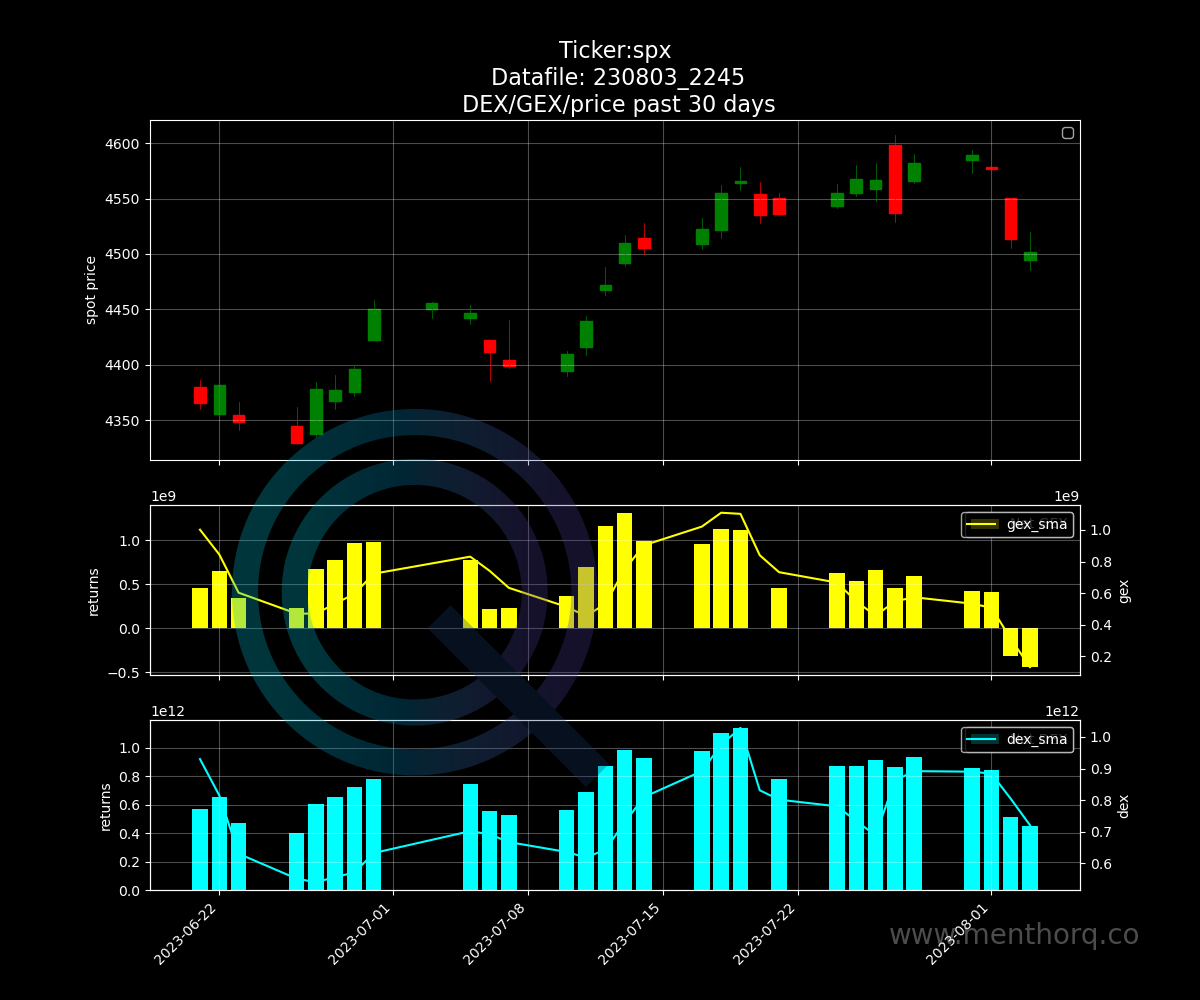 Ticker:spx
Datafile: 230803_2245
DEX/GEX/price past 30 days
4600
4550
4500
4450
4400
4350
spot price
1e9
1e9
gex_sma
1.0
0.5
0.0
−0.5
returns
1.0
0.8
0.6
0.4
0.2
gex
1e12
1e12
dex_sma
1.0
0.8
0.6
0.4
0.2
0.0
returns
1.0
0.9
0.8
0.7
0.6
dex
2023-06-22
2023-07-01
2023-07-08
2023-07-15
2023-07-22
2023-08-01
www.menthorq.co